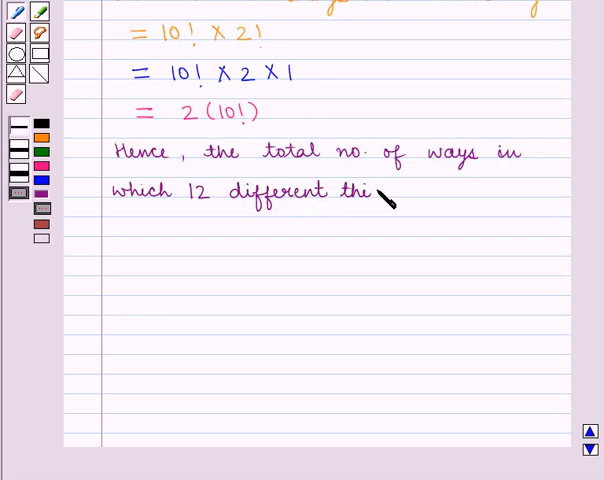 = 10! × 2!
= 10! × 2 × 1
= 2 (10!)
Hence, the total no. of ways in
which 12 different thi